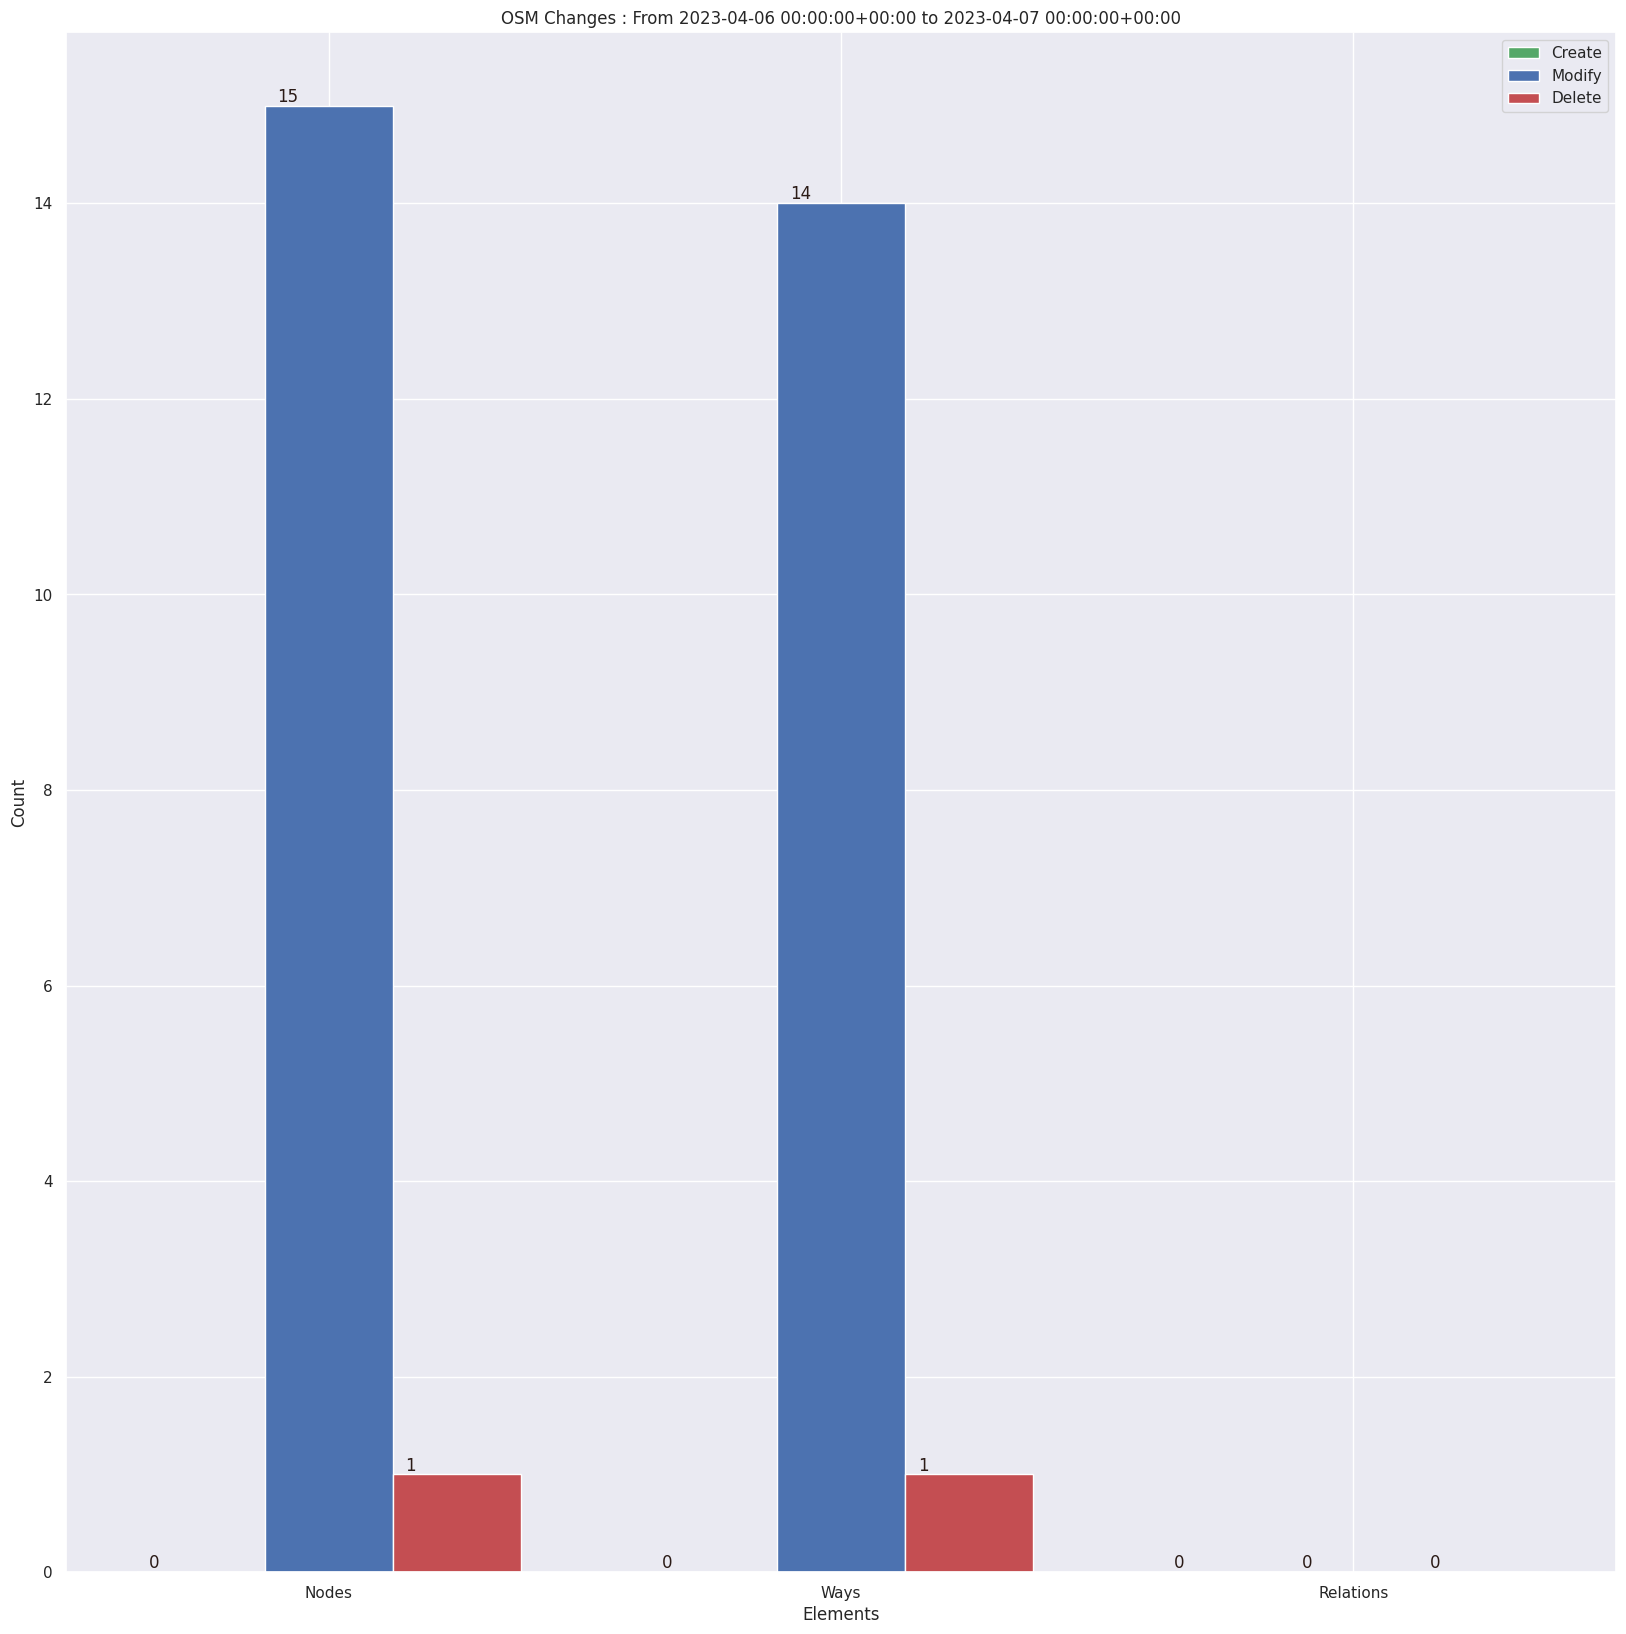 OSM Changes : From 2023-04-06 00:00:00+00:00 to 2023-04-07 00:00:00+00:00
Create
Modify
Delete
15
14
14
12
10
8
Count
6
4
2
1
1
0
0
0
0
0
0
Nodes
Ways
Relations
Elements